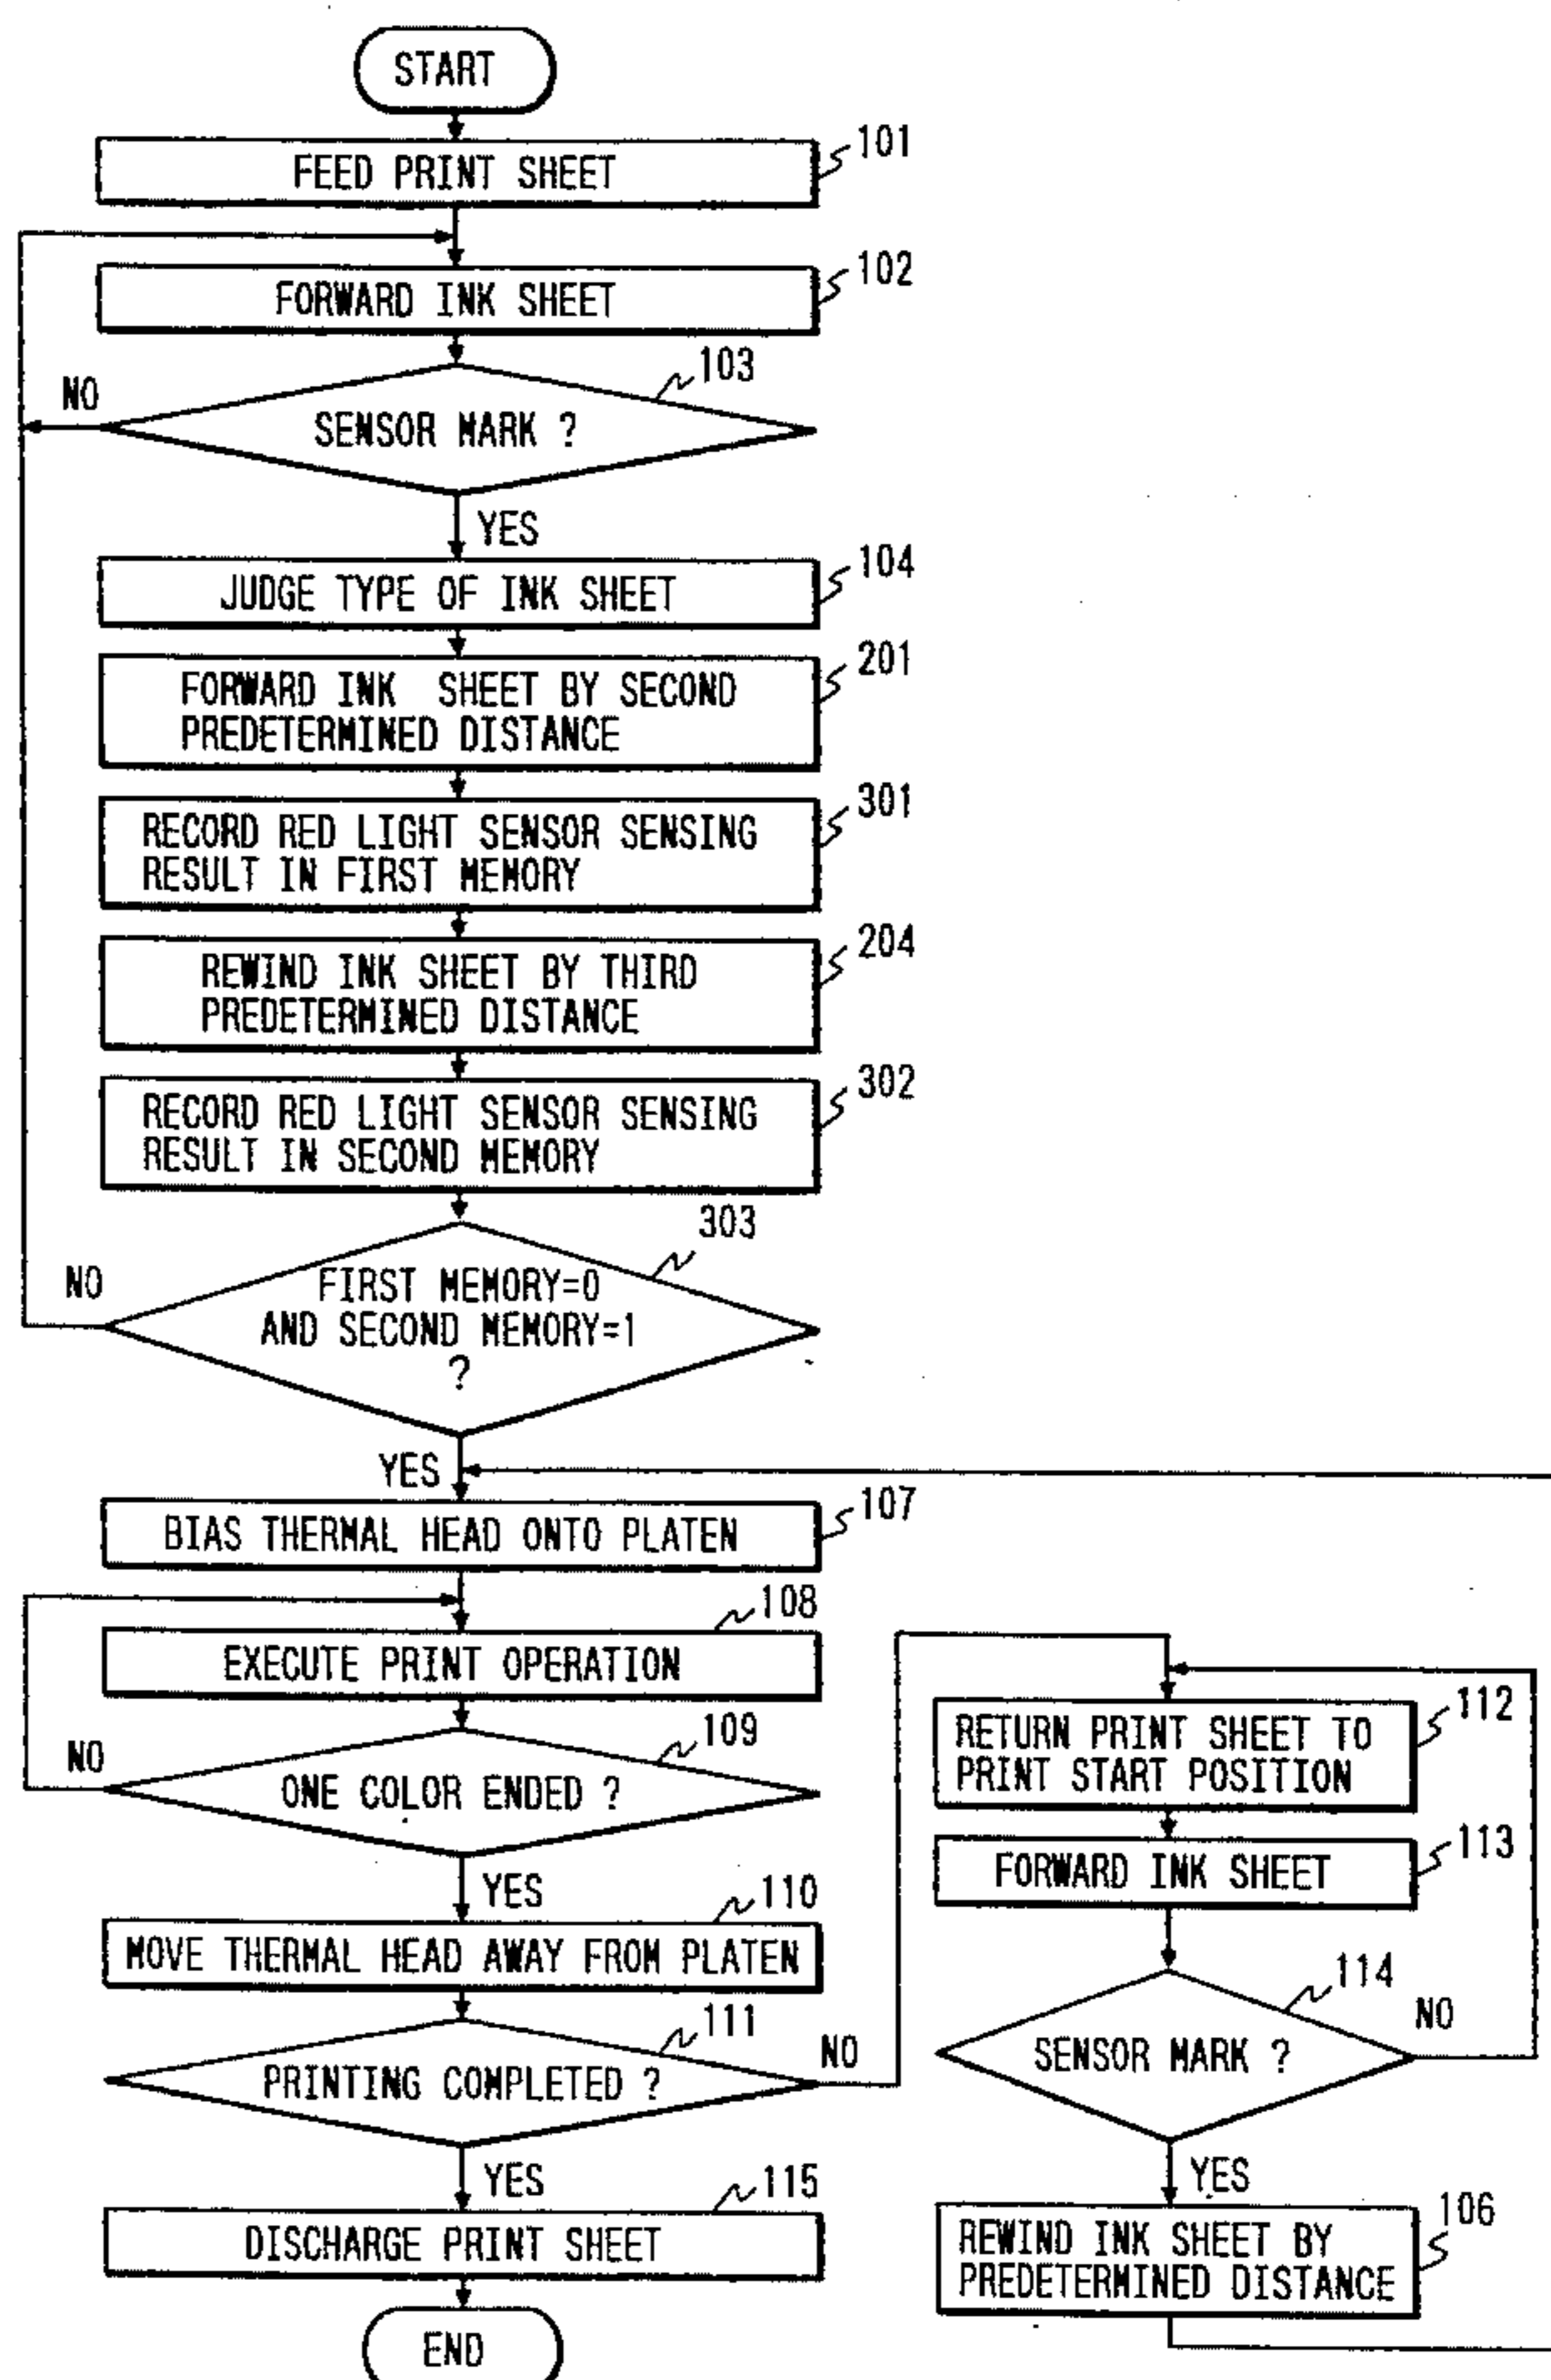 START
FEED PRINT SHEET
101
FORWARD INK SHEET
102
103
NO
SENSOR MARK ?
YES
JUDGE TYPE OF INK SHEET
104
FORWARD INK SHEET BY SECOND
PREDETERMINED DISTANCE
201
RECORD RED LIGHT SENSOR SENSING
RESULT IN FIRST MEMORY
301
REWIND INK SHEET BY THIRD
PREDETERMINED DISTANCE
204
RECORD RED LIGHT SENSOR SENSING
RESULT IN SECOND MEMORY
302
303
NO
FIRST MEMORY=0
AND SECOND MEMORY=1
?
YES
BIAS THERMAL HEAD ONTO PLATEN
107
108
EXECUTE PRINT OPERATION
109
NO
ONE COLOR ENDED ?
YES
110
MOVE THERMAL HEAD AWAY FROM PLATEN
111
PRINTING COMPLETED ?
NO
YES
115
DISCHARGE PRINT SHEET
END
RETURN PRINT SHEET TO
PRINT START POSITION
112
FORWARD INK SHEET
113
114
SENSOR MARK ?
NO
YES
106
REWIND INK SHEET BY
PREDETERMINED DISTANCE